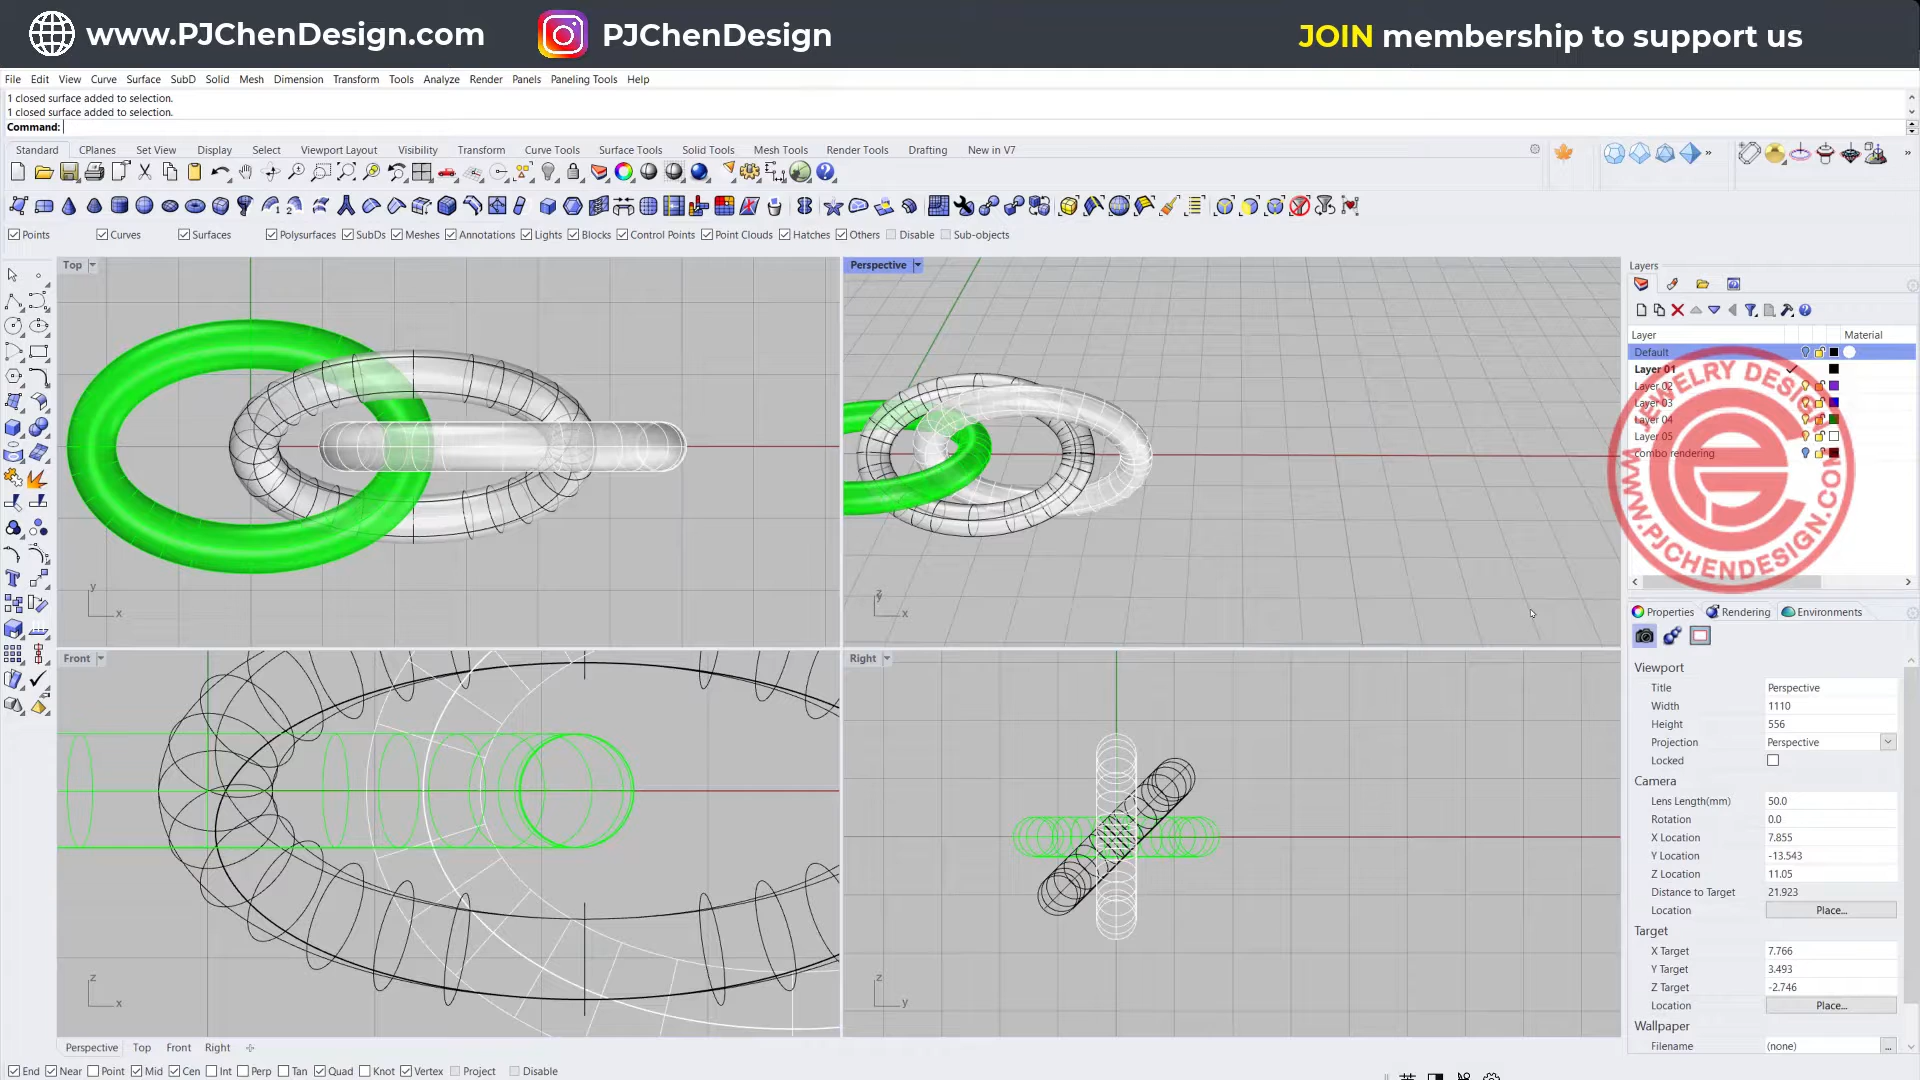 www.PJChenDesign.com PJChenDesign JOIN membership to support us
File Edit View Curve Surface SubD Solid Mesh Dimension Transform Tools Analyze Render Panels Paneling Tools Help
1 closed surface added to selection.
1 closed surface added to selection.
Command:
Standard CPlanes Set View Display Select Viewport Layout Visibility Transform Curve Tools Surface Tools Solid Tools Mesh Tools Render Tools Drafting New in V7
Points Curves Surfaces Polysurfaces SubDs Meshes Annotations Lights Blocks Control Points Point Clouds Hatches Others Disable Sub-objects
Top
y
x
Perspective
z
y
x
Front
z
x
Right
z
y
Layers
Layer Material
Default
Layer 01
Layer 02
Layer 03
Layer 04
Layer 05
combo rendering
JEWELRY DESIGN
WWW.PJCHENDESIGN.COM
Properties Rendering Environments
Viewport
Title Perspective
Width 1110
Height 556
Projection Perspective
Locked
Camera
Lens Length(mm) 50.0
Rotation 0.0
X Location 7.855
Y Location -13.543
Z Location 11.05
Distance to Target 21.923
Location Place...
Target
X Target 7.766
Y Target 3.493
Z Target -2.746
Location Place...
Wallpaper
Filename (none) ...
Perspective Top Front Right
End Near Point Mid Cen Int Perp Tan Quad Knot Vertex Project Disable